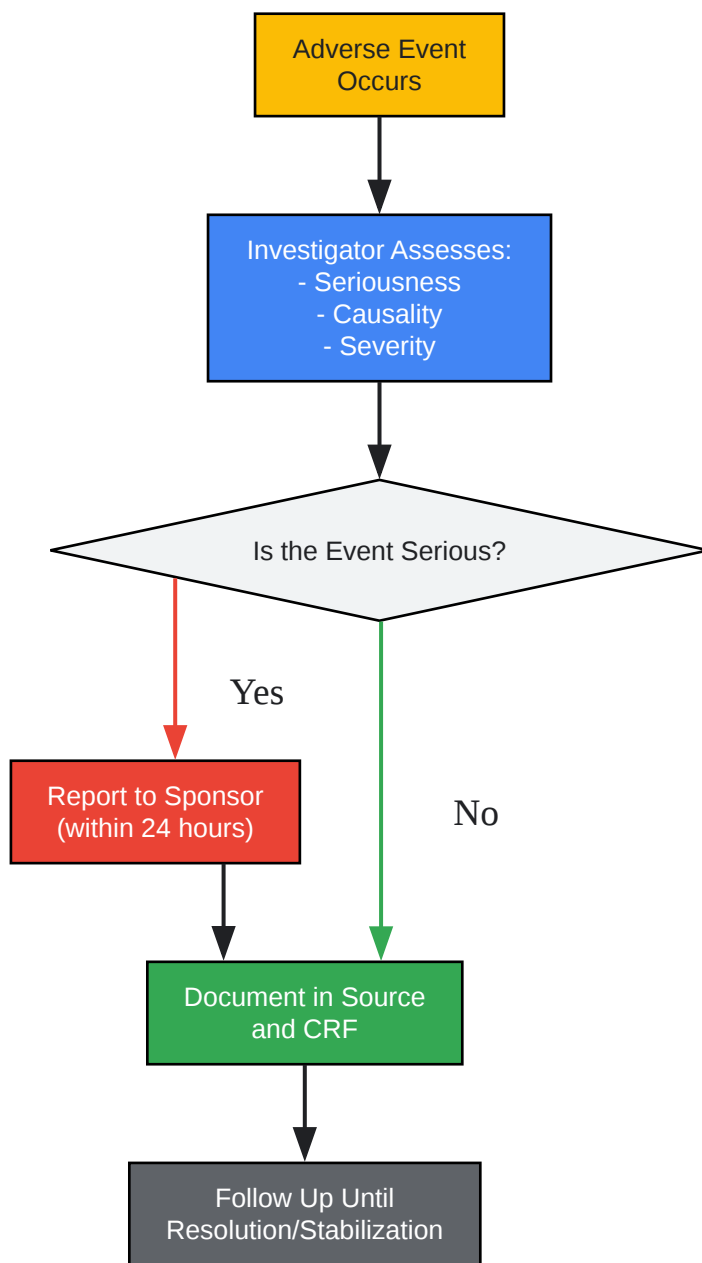 Adverse Event
Occurs
Investigator Assesses:
- Seriousness
- Causality
- Severity
Is the Event Serious?
Yes
Report to Sponsor
(within 24 hours)
No
Document in Source
and CRF
Follow Up Until
Resolution/Stabilization